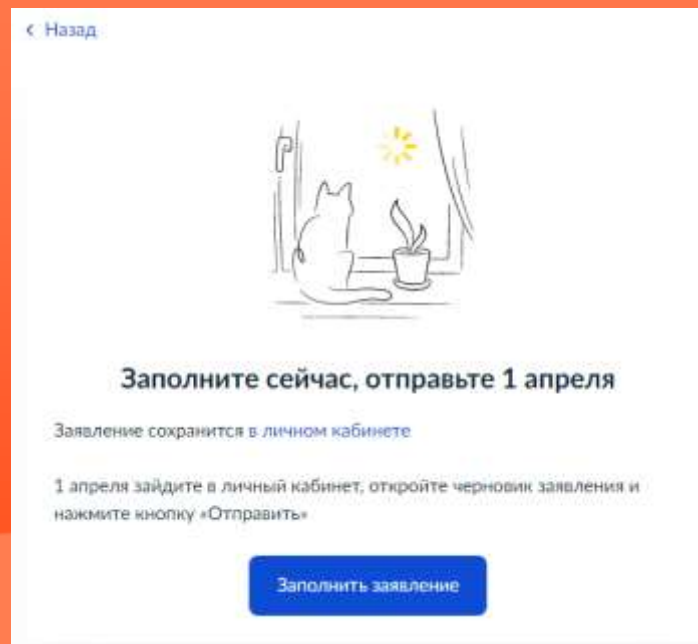 Назад
Заполните сейчас, отправьте 1 апреля
Заявление сохранится в личном кабинете
1 апреля зайдите в личный кабинет, откройте черновик заявления и
нажмите кнопку «Отправить»
Заполнить заявление